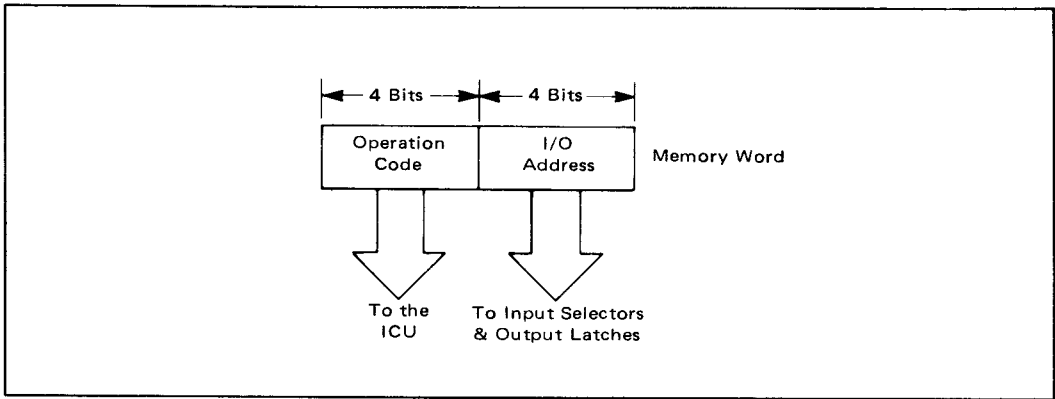 4 Bits 4 Bits
Operation
Code
I/O
Address
Memory Word
To the
ICU
To Input Selectors
& Output Latches